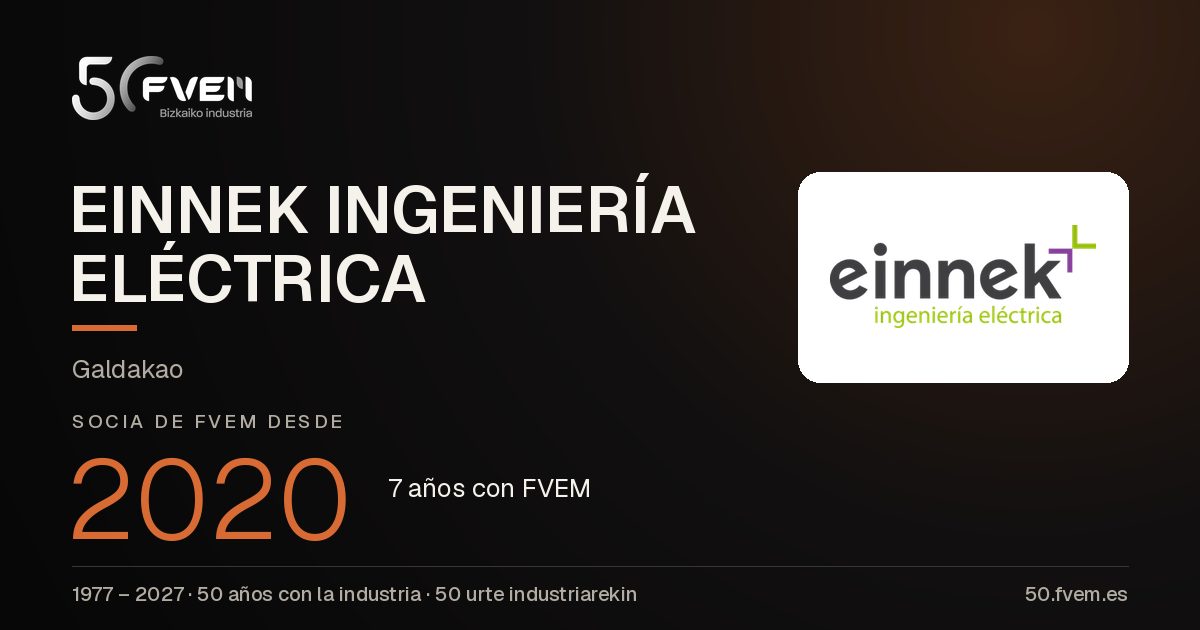 50 FVEM
Bizkaiko industria
EINNEK INGENIERÍA
ELÉCTRICA
einnek
ingeniería eléctrica
Galdakao
SOCIA DE FVEM DESDE
2020
7 años con FVEM
1977 – 2027 · 50 años con la industria · 50 urte industriarekin
50.fvem.es